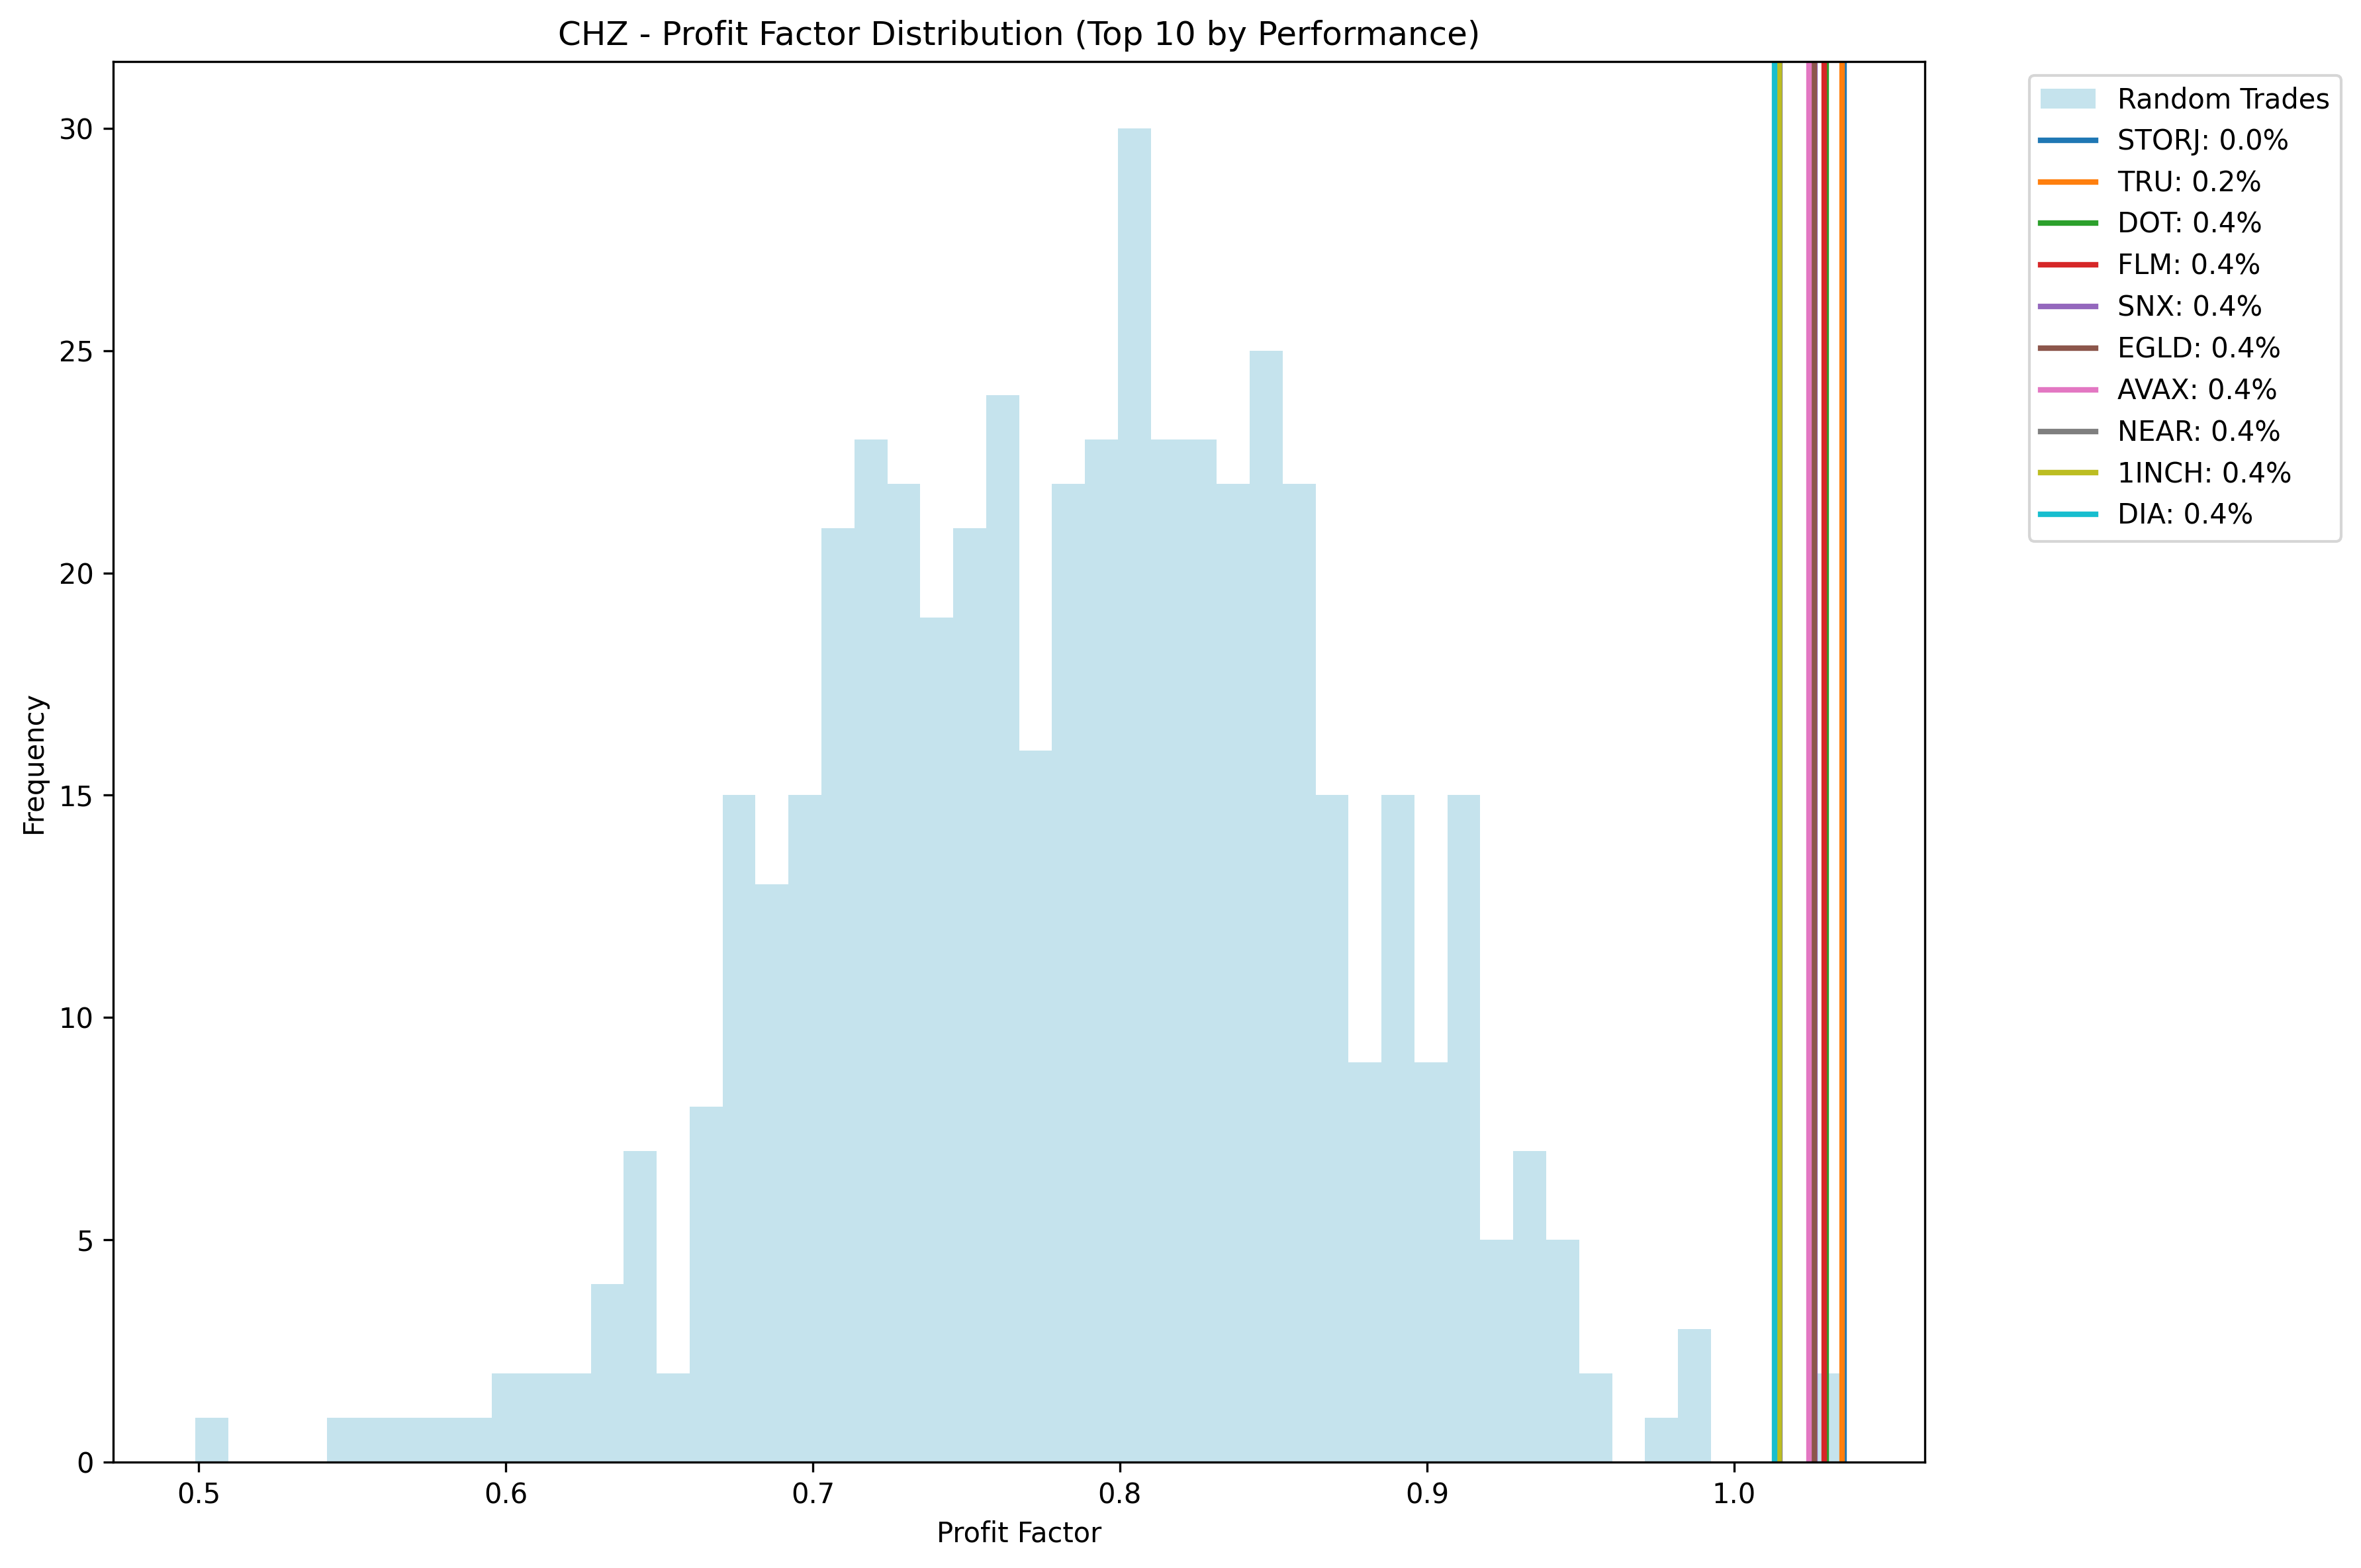 CHZ - Profit Factor Distribution (Top 10 by Performance)
Random Trades
STORJ: 0.0%
TRU: 0.2%
DOT: 0.4%
FLM: 0.4%
SNX: 0.4%
EGLD: 0.4%
AVAX: 0.4%
NEAR: 0.4%
1INCH: 0.4%
DIA: 0.4%
Frequency
30
25
20
15
10
5
0
0.5 0.6 0.7 0.8 0.9 1.0
Profit Factor